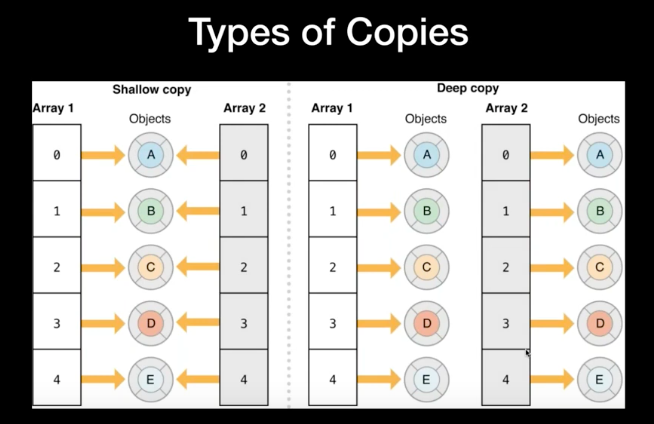 Types of Copies
Shallow copy
Array 1
Objects
Array 2
0 A 0
1 B 1
2 C 2
3 D 3
4 E 4
Deep copy
Array 1
Objects
Array 2
Objects
0 A 0 A
1 B 1 B
2 C 2 C
3 D 3 D
4 E 4 E